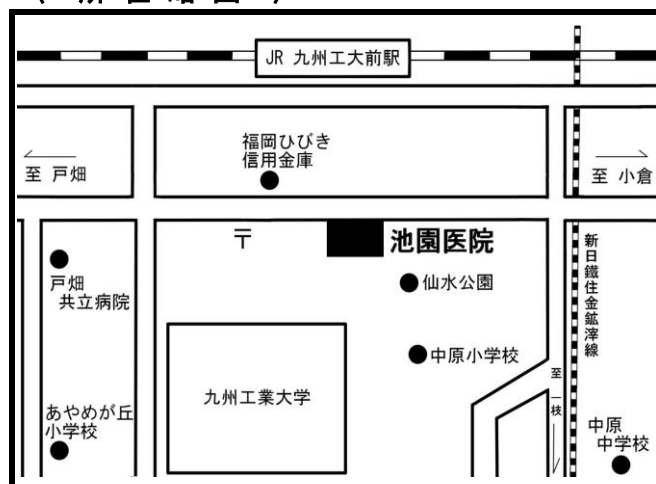 （ 所 在 略 図 ）
JR 九州工大前駅
福岡ひびき
信用金庫
至 戸畑
至 小倉
〒
池園医院
戸畑
共立病院
仙水公園
新日鐵住金鉱滓線
中原小学校
九州工業大学
至 一枝
あやめが丘
小学校
中原
中学校